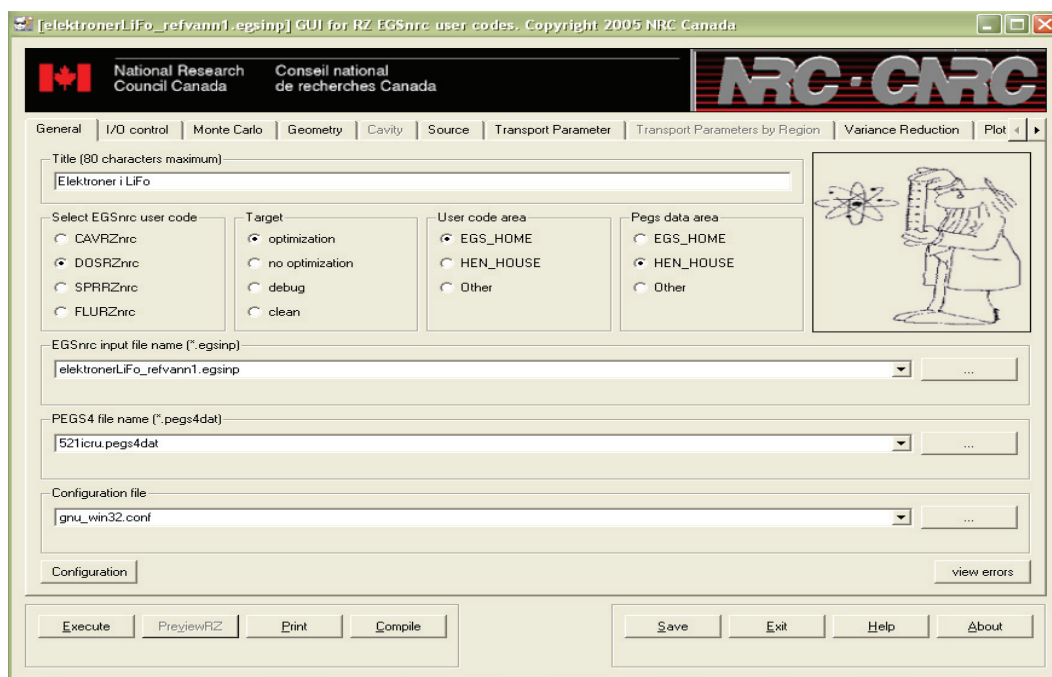 [elektronerLiFo_refvann1.egsinp] GUI for RZ EGSnrc user codes. Copyright 2005 NRC Canada
National Research Conseil national
Council Canada de recherches Canada
NRC·CNRC
General I/O control Monte Carlo Geometry Cavity Source Transport Parameter Transport Parameters by Region Variance Reduction Plot
Title (80 characters maximum)
Elektroner i LiFo
Select EGSnrc user code Target User code area Pegs data area
CAVRZnrc optimization EGS_HOME EGS_HOME
DOSRZnrc no optimization HEN_HOUSE HEN_HOUSE
SPRRZnrc debug Other Other
FLURZnrc clean
EGSnrc input file name (*.egsinp)
elektronerLiFo_refvann1.egsinp ...
PEGS4 file name (*.pegs4dat)
521icru.pegs4dat ...
Configuration file
gnu_win32.conf ...
Configuration view errors
Execute PreviewRZ Print Compile Save Exit Help About